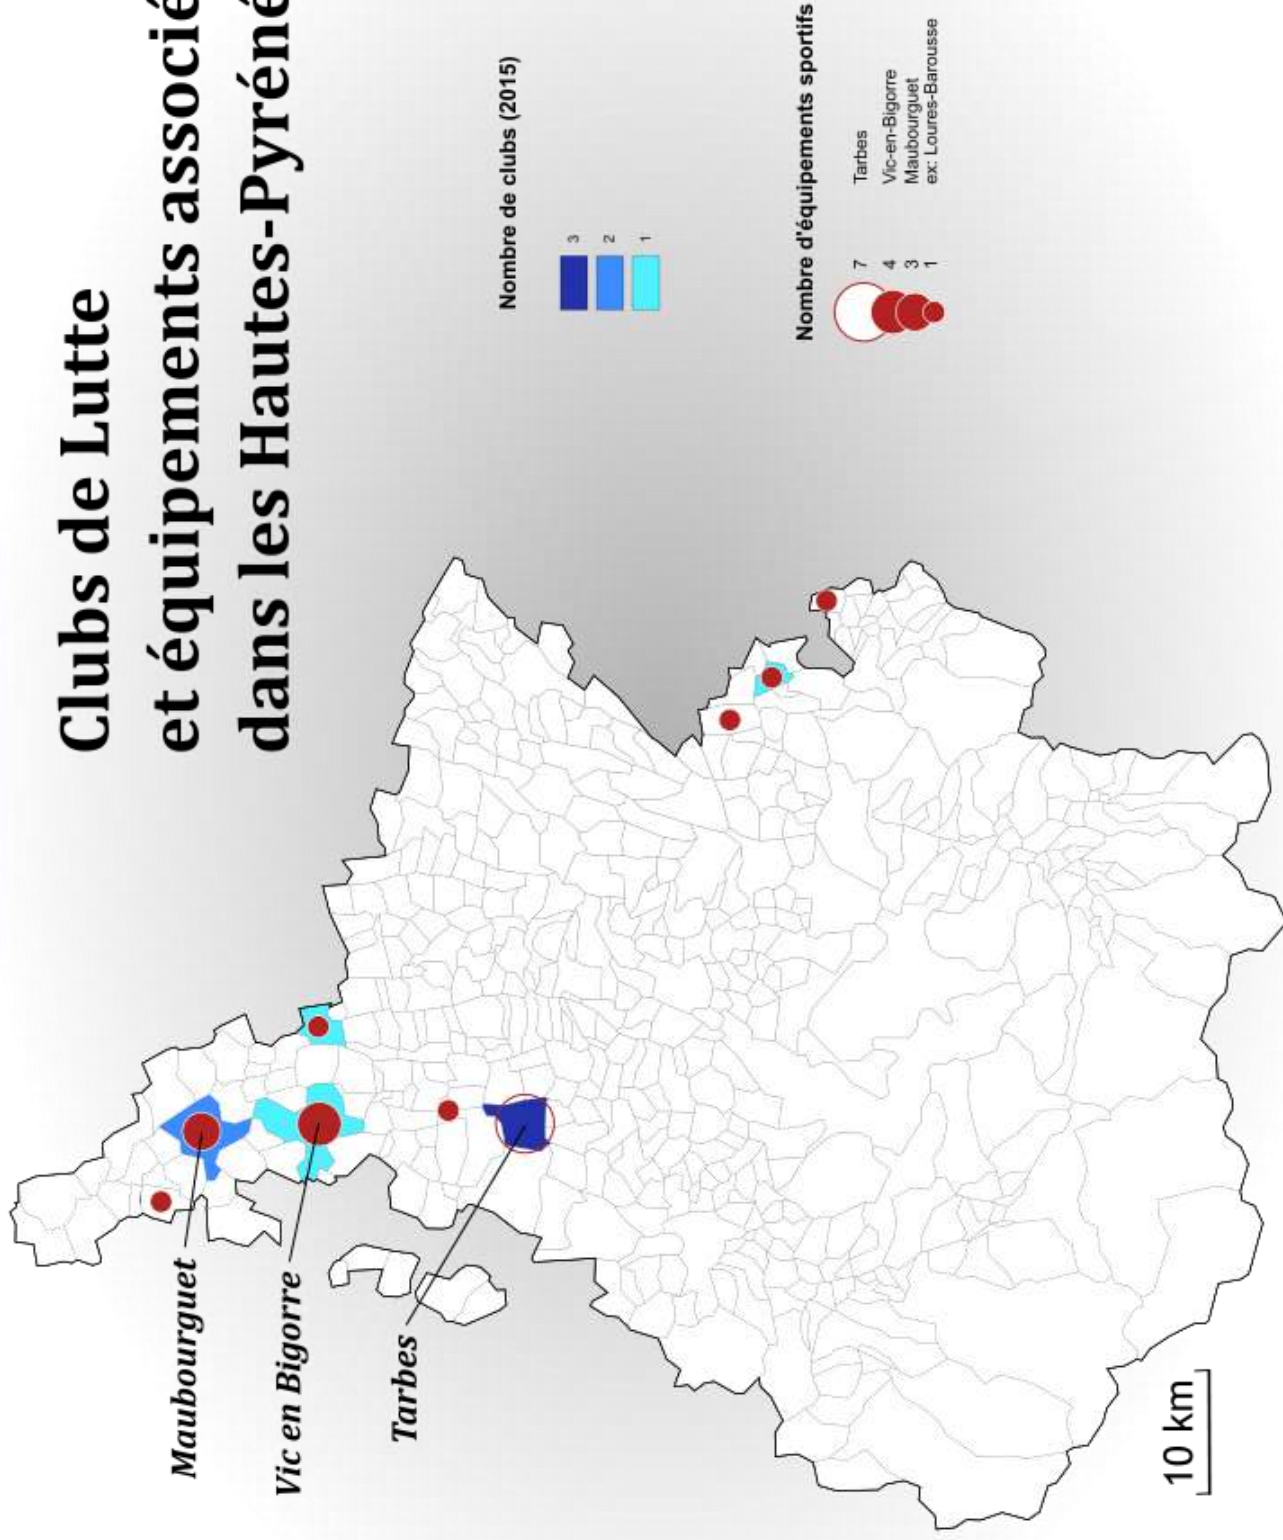 Clubs de Lutte
et équipements associé
dans les Hautes-Pyréné
Nombre de clubs (2015)
3
2
1
Nombre d'équipements sportifs
7 Tarbes
4 Vic-en-Bigorre
3 Maubourguet
1 ex: Loures-Barousse
Maubourguet
Vic en Bigorre
Tarbes
10 km